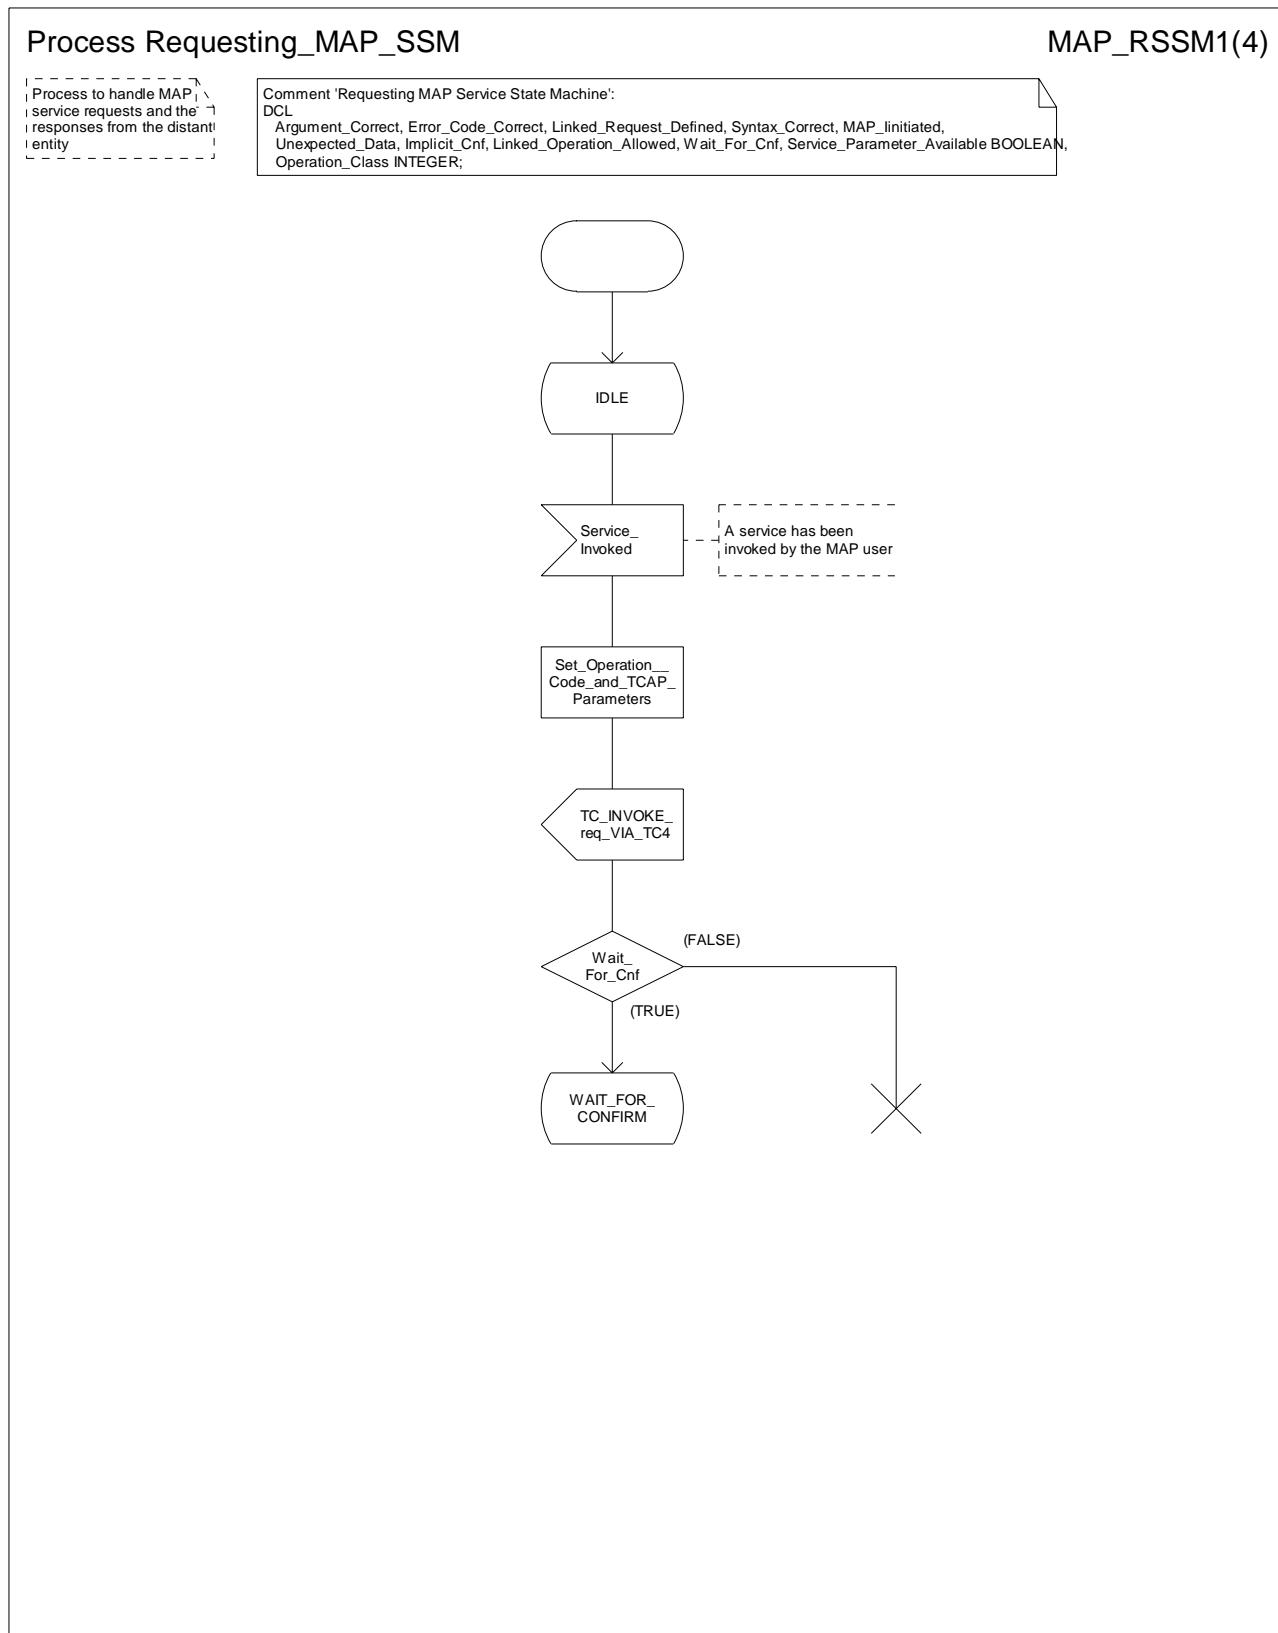 Process Requesting_MAP_SSM
MAP_RSSM1(4)
Process to handle MAP
service requests and the
responses from the distant
entity
Comment 'Requesting MAP Service State Machine':
DCL
Argument_Correct, Error_Code_Correct, Linked_Request_Defined, Syntax_Correct, MAP_Iinitiated,
Unexpected_Data, Implicit_Cnf, Linked_Operation_Allowed, Wait_For_Cnf, Service_Parameter_Available BOOLEAN,
Operation_Class INTEGER;
IDLE
Service_
Invoked
A service has been
invoked by the MAP user
Set_Operation__
Code_and_TCAP_
Parameters
TC_INVOKE_
req_VIA_TC4
(FALSE)
Wait_
For_Cnf
(TRUE)
WAIT_FOR_
CONFIRM